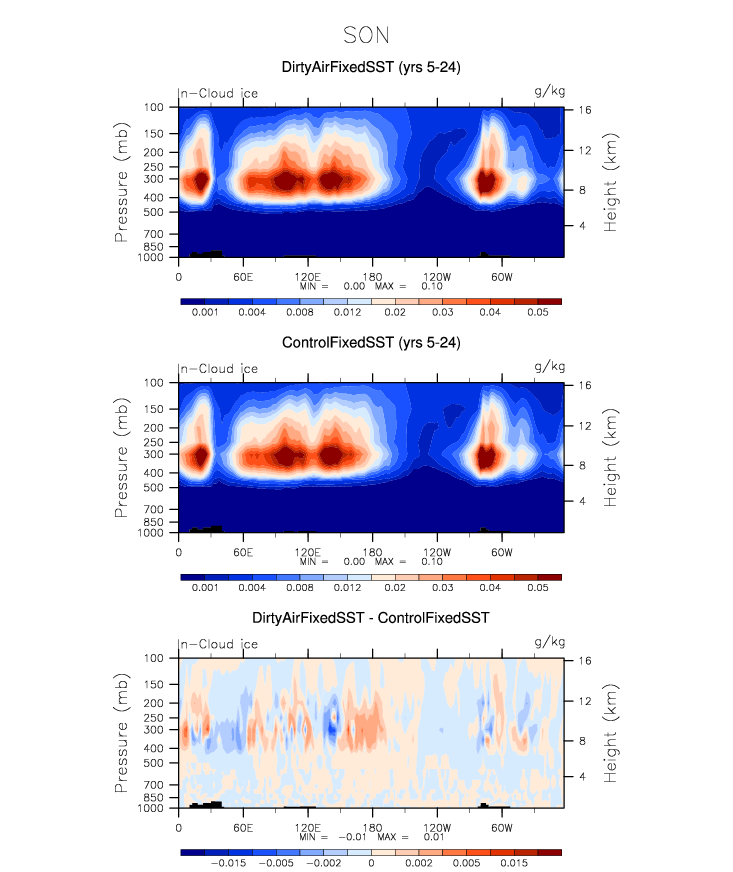 SON
DirtyAirFixedSST (yrs 5-24)
n-Cloud ice g/kg
Pressure (mb)
100
150
200
250
300
400
500
700
850
1000
16
12
8
4
Height (km)
0 60E 120E 180 120W 60W
MIN = 0.00 MAX = 0.10
0.001 0.004 0.008 0.012 0.02 0.03 0.04 0.05
ControlFixedSST (yrs 5-24)
n-Cloud ice g/kg
Pressure (mb)
100
150
200
250
300
400
500
700
850
1000
16
12
8
4
Height (km)
0 60E 120E 180 120W 60W
MIN = 0.00 MAX = 0.10
0.001 0.004 0.008 0.012 0.02 0.03 0.04 0.05
DirtyAirFixedSST - ControlFixedSST
n-Cloud ice g/kg
Pressure (mb)
100
150
200
250
300
400
500
700
850
1000
16
12
8
4
Height (km)
0 60E 120E 180 120W 60W
MIN = -0.01 MAX = 0.01
-0.015 -0.005 -0.002 0 0.002 0.005 0.015